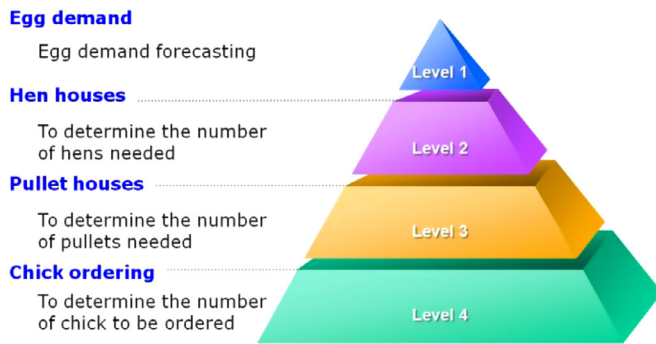 Egg demand
Egg demand forecasting
Level 1
Hen houses
To determine the number
of hens needed
Level 2
Pullet houses
To determine the number
of pullets needed
Level 3
Chick ordering
To determine the number
of chick to be ordered
Level 4